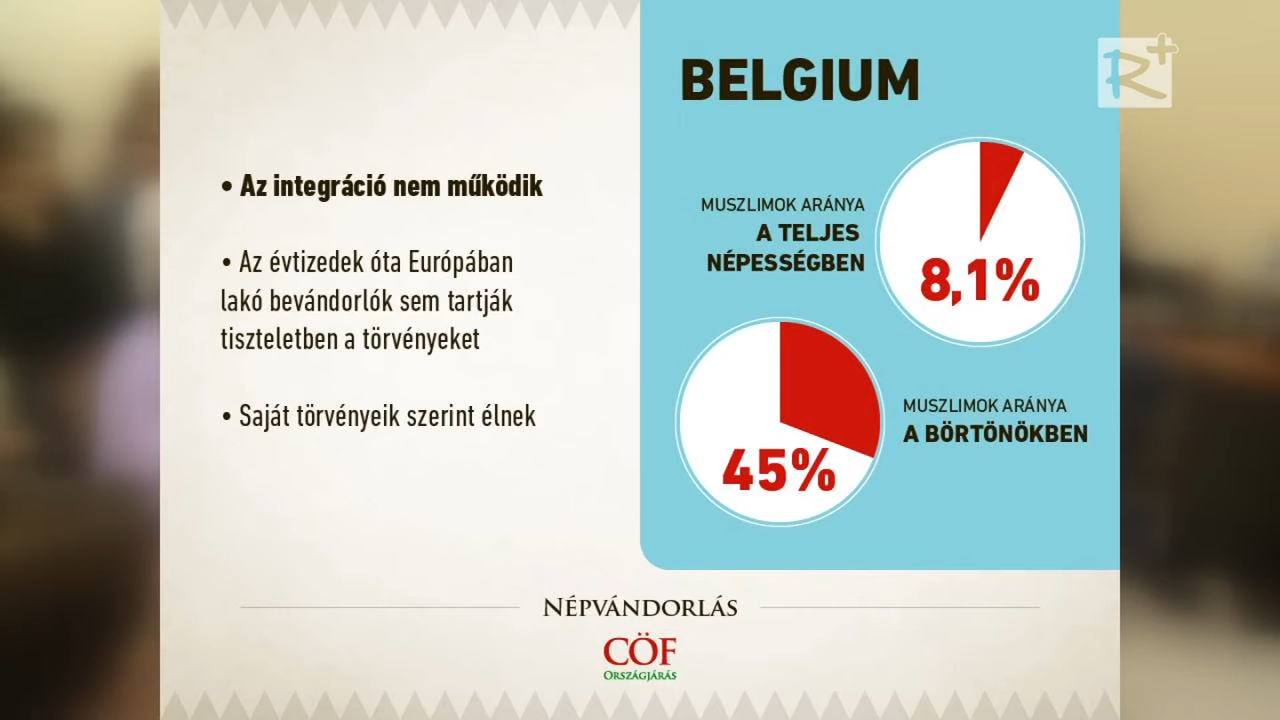 • Az integráció nem működik
• Az évtizedek óta Európában
lakó bevándorlók sem tartják
tiszteletben a törvényeket
• Saját törvényeik szerint élnek
BELGIUM
MUSZLIMOK ARÁNYA
A TELJES
NÉPESSÉGBEN
8,1%
45%
MUSZLIMOK ARÁNYA
A BÖRTÖNÖKBEN
NÉPVÁNDORLÁS
CÖF
ORSZÁGJÁRÁS
R+